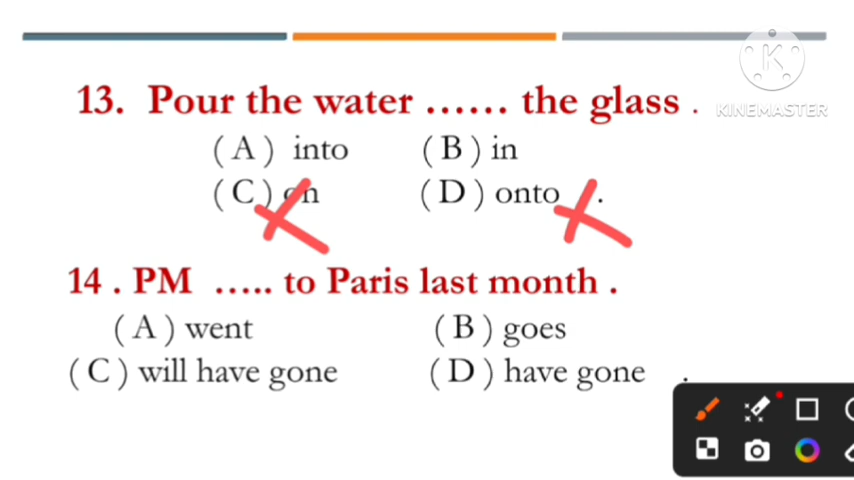 13. Pour the water ...... the glass .
( A ) into ( B ) in
( C ) on ( D ) onto .
14 . PM ..... to Paris last month .
( A ) went ( B ) goes
( C ) will have gone ( D ) have gone .
K
KINEMASTER